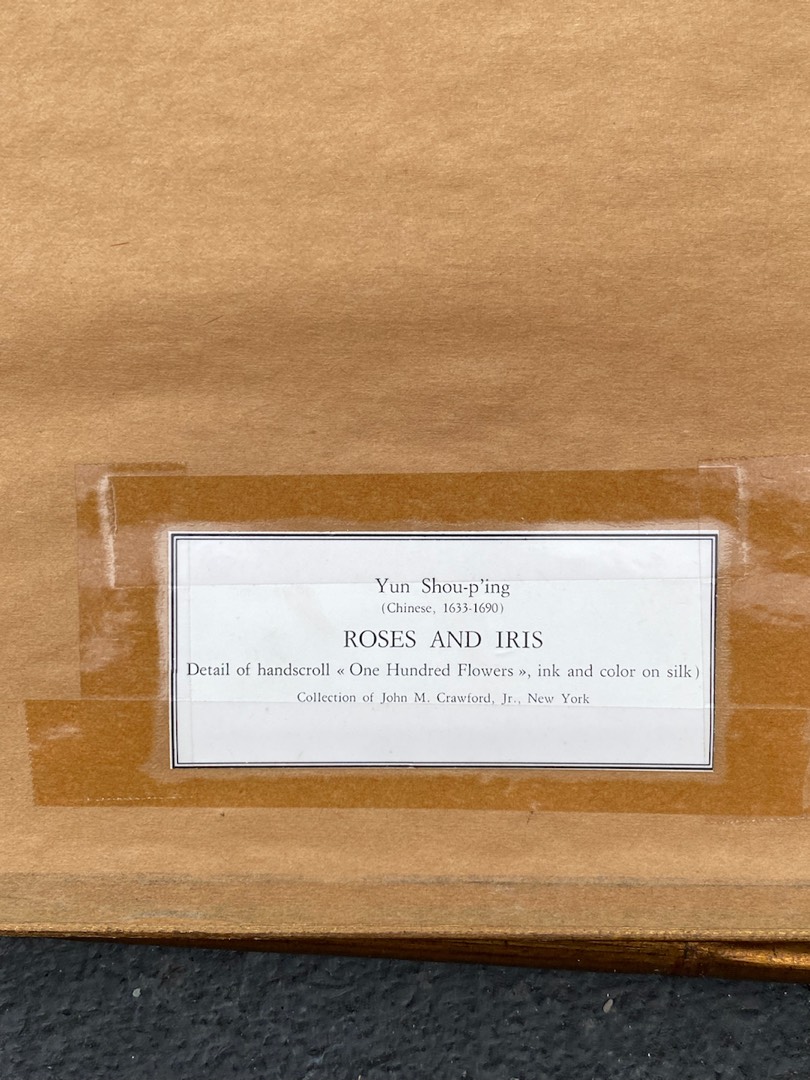 Yun Shou-p'ing
(Chinese, 1633-1690)
ROSES AND IRIS
Detail of handscroll « One Hundred Flowers », ink and color on silk)
Collection of John M. Crawford, Jr., New York